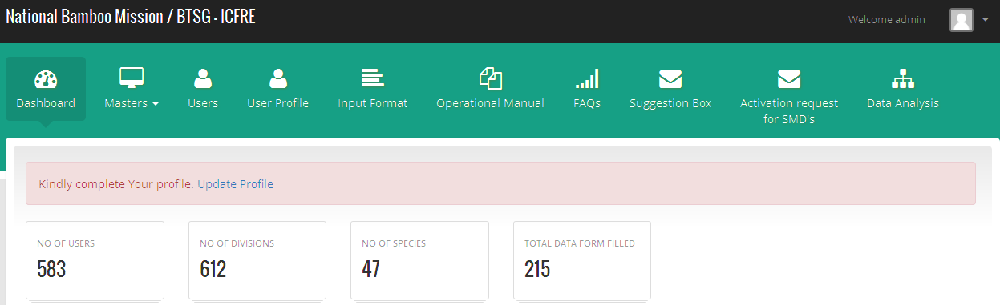 National Bamboo Mission / BTSG - ICFRE
Welcome admin
Dashboard
Masters
Users
User Profile
Input Format
Operational Manual
FAQs
Suggestion Box
Activation request
for SMD's
Data Analysis
Kindly complete Your profile. Update Profile
NO OF USERS
583
NO OF DIVISIONS
612
NO OF SPECIES
47
TOTAL DATA FORM FILLED
215